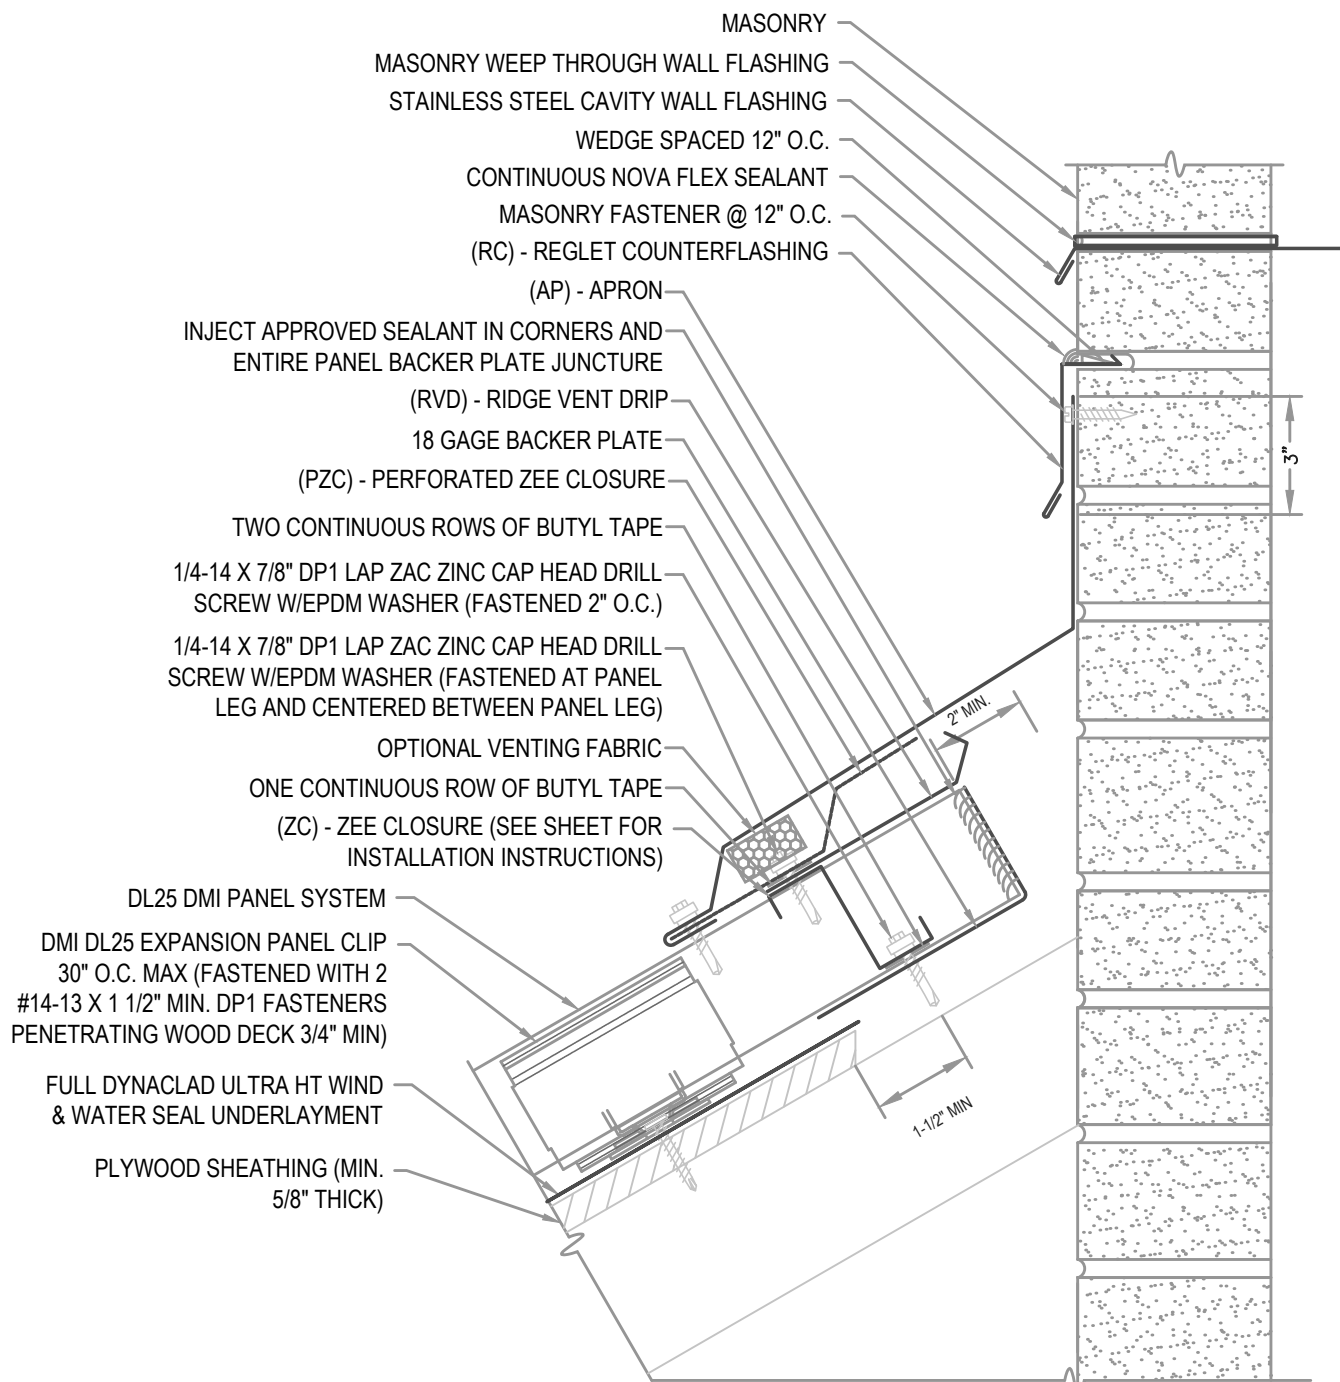 MASONRY
MASONRY WEEP THROUGH WALL FLASHING
STAINLESS STEEL CAVITY WALL FLASHING
WEDGE SPACED 12" O.C.
CONTINUOUS NOVA FLEX SEALANT
MASONRY FASTENER @ 12" O.C.
(RC) - REGLET COUNTERFLASHING
(AP) - APRON
INJECT APPROVED SEALANT IN CORNERS AND
ENTIRE PANEL BACKER PLATE JUNCTURE
(RVD) - RIDGE VENT DRIP
18 GAGE BACKER PLATE
(PZC) - PERFORATED ZEE CLOSURE
TWO CONTINUOUS ROWS OF BUTYL TAPE
1/4-14 X 7/8" DP1 LAP ZAC ZINC CAP HEAD DRILL
SCREW W/EPDM WASHER (FASTENED 2" O.C.)
1/4-14 X 7/8" DP1 LAP ZAC ZINC CAP HEAD DRILL
SCREW W/EPDM WASHER (FASTENED AT PANEL
LEG AND CENTERED BETWEEN PANEL LEG)
OPTIONAL VENTING FABRIC
ONE CONTINUOUS ROW OF BUTYL TAPE
(ZC) - ZEE CLOSURE (SEE SHEET FOR
INSTALLATION INSTRUCTIONS)
DL25 DMI PANEL SYSTEM
DMI DL25 EXPANSION PANEL CLIP
30" O.C. MAX (FASTENED WITH 2
#14-13 X 1 1/2" MIN. DP1 FASTENERS
PENETRATING WOOD DECK 3/4" MIN)
FULL DYNACLAD ULTRA HT WIND
& WATER SEAL UNDERLAYMENT
PLYWOOD SHEATHING (MIN.
5/8" THICK)
3"
2" MIN.
1-1/2" MIN